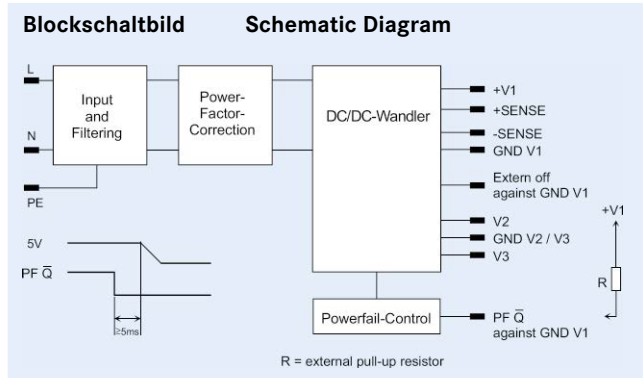 Blockschaltbild Schematic Diagram
L
N
PE
Input
and
Filtering
Power-
Factor-
Correction
DC/DC-Wandler
+V1
+SENSE
-SENSE
GND V1
Extern off
against GND V1
V2
GND V2 / V3
V3
+V1
R
5V
PF Q̅
≥5ms
Powerfail-Control
PF Q̅
against GND V1
R = external pull-up resistor